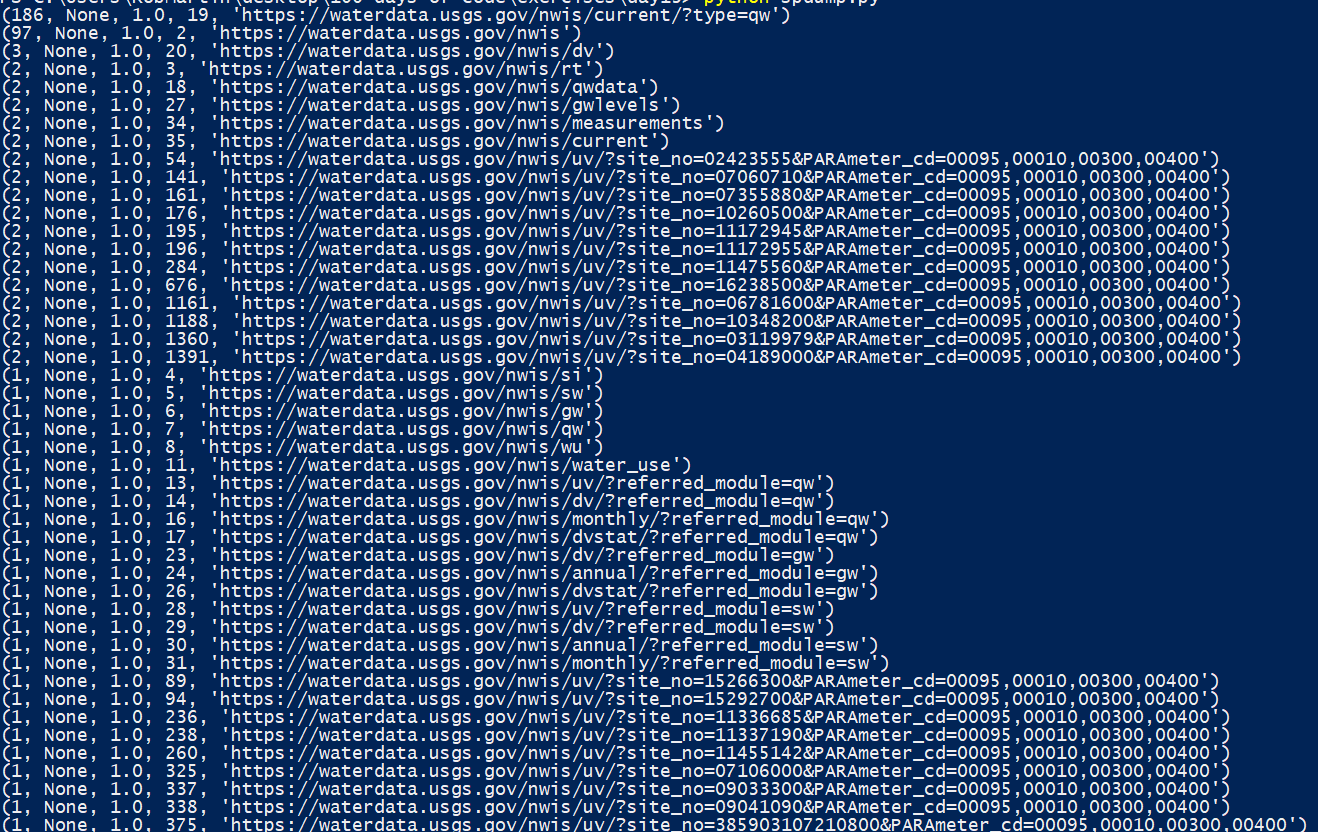 (186, None, 1.0, 19, 'https://waterdata.usgs.gov/nwis/current/?type=qw')
(97, None, 1.0, 2, 'https://waterdata.usgs.gov/nwis')
(3, None, 1.0, 20, 'https://waterdata.usgs.gov/nwis/dv')
(2, None, 1.0, 3, 'https://waterdata.usgs.gov/nwis/rt')
(2, None, 1.0, 18, 'https://waterdata.usgs.gov/nwis/qwdata')
(2, None, 1.0, 27, 'https://waterdata.usgs.gov/nwis/gwlevels')
(2, None, 1.0, 34, 'https://waterdata.usgs.gov/nwis/measurements')
(2, None, 1.0, 35, 'https://waterdata.usgs.gov/nwis/current')
(2, None, 1.0, 54, 'https://waterdata.usgs.gov/nwis/uv/?site_no=02423555&PARAmeter_cd=00095,00010,00300,00400')
(2, None, 1.0, 141, 'https://waterdata.usgs.gov/nwis/uv/?site_no=07060710&PARAmeter_cd=00095,00010,00300,00400')
(2, None, 1.0, 161, 'https://waterdata.usgs.gov/nwis/uv/?site_no=07355880&PARAmeter_cd=00095,00010,00300,00400')
(2, None, 1.0, 176, 'https://waterdata.usgs.gov/nwis/uv/?site_no=10260500&PARAmeter_cd=00095,00010,00300,00400')
(2, None, 1.0, 195, 'https://waterdata.usgs.gov/nwis/uv/?site_no=11172945&PARAmeter_cd=00095,00010,00300,00400')
(2, None, 1.0, 196, 'https://waterdata.usgs.gov/nwis/uv/?site_no=11172955&PARAmeter_cd=00095,00010,00300,00400')
(2, None, 1.0, 284, 'https://waterdata.usgs.gov/nwis/uv/?site_no=11475560&PARAmeter_cd=00095,00010,00300,00400')
(2, None, 1.0, 676, 'https://waterdata.usgs.gov/nwis/uv/?site_no=16238500&PARAmeter_cd=00095,00010,00300,00400')
(2, None, 1.0, 1161, 'https://waterdata.usgs.gov/nwis/uv/?site_no=06781600&PARAmeter_cd=00095,00010,00300,00400')
(2, None, 1.0, 1188, 'https://waterdata.usgs.gov/nwis/uv/?site_no=10348200&PARAmeter_cd=00095,00010,00300,00400')
(2, None, 1.0, 1360, 'https://waterdata.usgs.gov/nwis/uv/?site_no=03119979&PARAmeter_cd=00095,00010,00300,00400')
(2, None, 1.0, 1391, 'https://waterdata.usgs.gov/nwis/uv/?site_no=04189000&PARAmeter_cd=00095,00010,00300,00400')
(1, None, 1.0, 4, 'https://waterdata.usgs.gov/nwis/si')
(1, None, 1.0, 5, 'https://waterdata.usgs.gov/nwis/sw')
(1, None, 1.0, 6, 'https://waterdata.usgs.gov/nwis/gw')
(1, None, 1.0, 7, 'https://waterdata.usgs.gov/nwis/qw')
(1, None, 1.0, 8, 'https://waterdata.usgs.gov/nwis/wu')
(1, None, 1.0, 11, 'https://waterdata.usgs.gov/nwis/water_use')
(1, None, 1.0, 13, 'https://waterdata.usgs.gov/nwis/uv/?referred_module=qw')
(1, None, 1.0, 14, 'https://waterdata.usgs.gov/nwis/dv/?referred_module=qw')
(1, None, 1.0, 16, 'https://waterdata.usgs.gov/nwis/monthly/?referred_module=qw')
(1, None, 1.0, 17, 'https://waterdata.usgs.gov/nwis/dvstat/?referred_module=qw')
(1, None, 1.0, 23, 'https://waterdata.usgs.gov/nwis/dv/?referred_module=gw')
(1, None, 1.0, 24, 'https://waterdata.usgs.gov/nwis/annual/?referred_module=gw')
(1, None, 1.0, 26, 'https://waterdata.usgs.gov/nwis/dvstat/?referred_module=gw')
(1, None, 1.0, 28, 'https://waterdata.usgs.gov/nwis/uv/?referred_module=sw')
(1, None, 1.0, 29, 'https://waterdata.usgs.gov/nwis/dv/?referred_module=sw')
(1, None, 1.0, 30, 'https://waterdata.usgs.gov/nwis/annual/?referred_module=sw')
(1, None, 1.0, 31, 'https://waterdata.usgs.gov/nwis/monthly/?referred_module=sw')
(1, None, 1.0, 89, 'https://waterdata.usgs.gov/nwis/uv/?site_no=15266300&PARAmeter_cd=00095,00010,00300,00400')
(1, None, 1.0, 94, 'https://waterdata.usgs.gov/nwis/uv/?site_no=15292700&PARAmeter_cd=00095,00010,00300,00400')
(1, None, 1.0, 236, 'https://waterdata.usgs.gov/nwis/uv/?site_no=11336685&PARAmeter_cd=00095,00010,00300,00400')
(1, None, 1.0, 238, 'https://waterdata.usgs.gov/nwis/uv/?site_no=11337190&PARAmeter_cd=00095,00010,00300,00400')
(1, None, 1.0, 260, 'https://waterdata.usgs.gov/nwis/uv/?site_no=11455142&PARAmeter_cd=00095,00010,00300,00400')
(1, None, 1.0, 325, 'https://waterdata.usgs.gov/nwis/uv/?site_no=07106000&PARAmeter_cd=00095,00010,00300,00400')
(1, None, 1.0, 337, 'https://waterdata.usgs.gov/nwis/uv/?site_no=09033300&PARAmeter_cd=00095,00010,00300,00400')
(1, None, 1.0, 338, 'https://waterdata.usgs.gov/nwis/uv/?site_no=09041090&PARAmeter_cd=00095,00010,00300,00400')
(1, None, 1.0, 375, 'https://waterdata.usgs.gov/nwis/uv/?site_no=385903107210800&PARAmeter_cd=00095,00010,00300,00400')